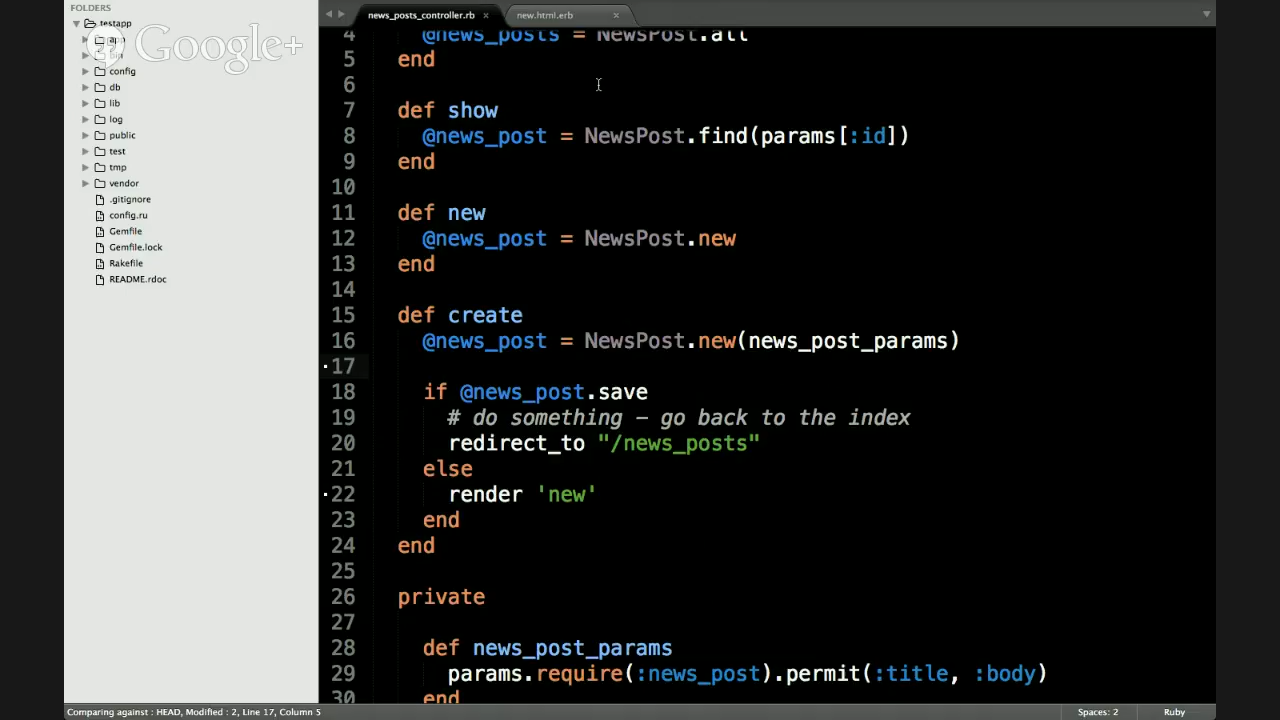 FOLDERS
testapp
app
bin
config
db
lib
log
public
test
tmp
vendor
.gitignore
config.ru
Gemfile
Gemfile.lock
Rakefile
README.rdoc
Google+
news_posts_controller.rb ×
new.html.erb ×
4 @news_posts = NewsPost.all
5 end
6
7 def show
8 @news_post = NewsPost.find(params[:id])
9 end
10
11 def new
12 @news_post = NewsPost.new
13 end
14
15 def create
16 @news_post = NewsPost.new(news_post_params)
17
18 if @news_post.save
19 # do something – go back to the index
20 redirect_to "/news_posts"
21 else
22 render 'new'
23 end
24 end
25
26 private
27
28 def news_post_params
29 params.require(:news_post).permit(:title, :body)
30 end
Comparing against : HEAD, Modified : 2, Line 17, Column 5
Spaces: 2
Ruby